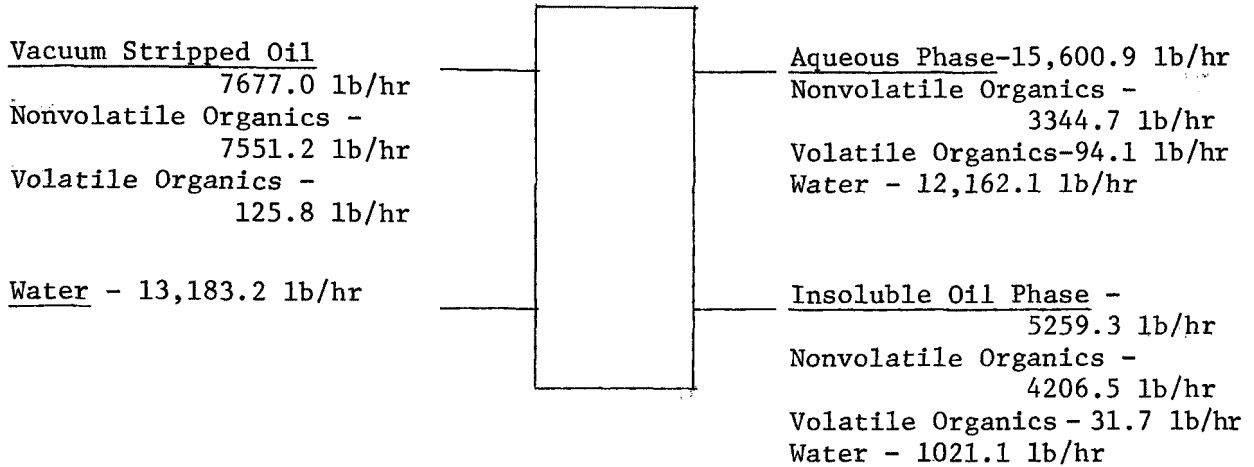 Vacuum Stripped Oil
7677.0 lb/hr
Nonvolatile Organics -
7551.2 lb/hr
Volatile Organics -
125.8 lb/hr
Water - 13,183.2 lb/hr
Aqueous Phase-15,600.9 lb/hr
Nonvolatile Organics -
3344.7 lb/hr
Volatile Organics-94.1 lb/hr
Water - 12,162.1 lb/hr
Insoluble Oil Phase -
5259.3 lb/hr
Nonvolatile Organics -
4206.5 lb/hr
Volatile Organics - 31.7 lb/hr
Water - 1021.1 lb/hr